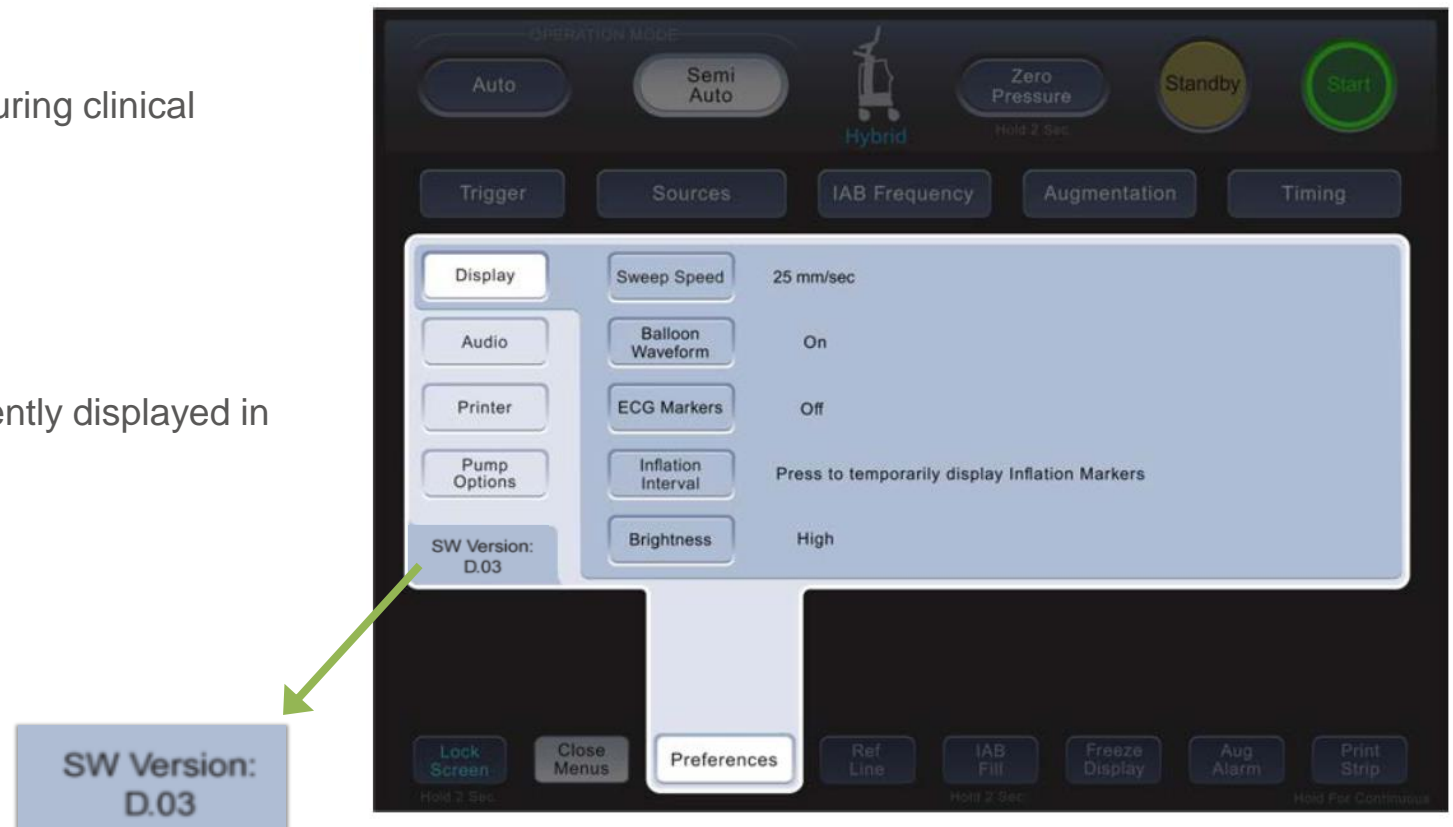 uring clinical
ently displayed in
OPERATION MODE
Auto
Semi
Auto
Hybrid
Zero
Pressure
Hold 2 Sec
Standby
Start
Trigger
Sources
IAB Frequency
Augmentation
Timing
Display
Sweep Speed
25 mm/sec
Audio
Balloon
Waveform
On
Printer
ECG Markers
Off
Pump
Options
Inflation
Interval
Press to temporarily display Inflation Markers
SW Version:
D.03
Brightness
High
Lock
Screen
Hold 2 Sec
Close
Menus
Preferences
Ref
Line
IAB
Fill
Hold 2 Sec
Freeze
Display
Aug
Alarm
Print
Strip
Hold For Continuous
SW Version:
D.03